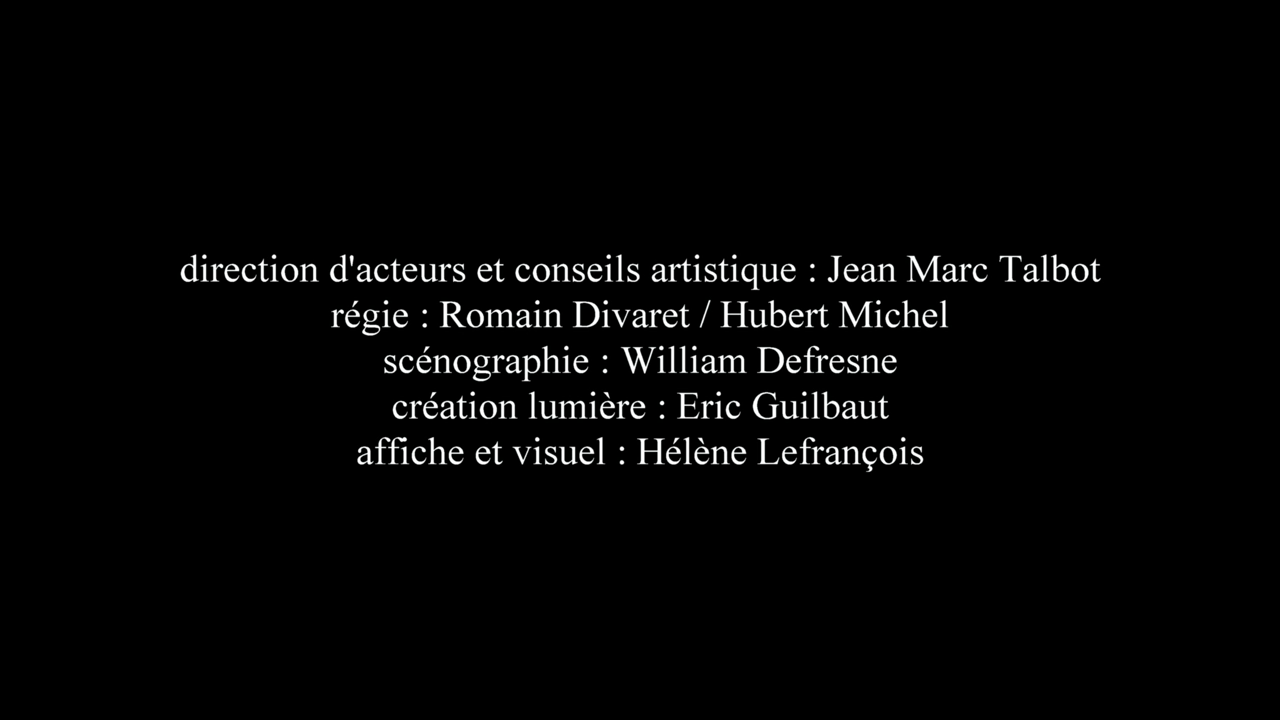 direction d'acteurs et conseils artistique : Jean Marc Talbot
régie : Romain Divaret / Hubert Michel
scénographie : William Defresne
création lumière : Eric Guilbaut
affiche et visuel : Hélène Lefrançois